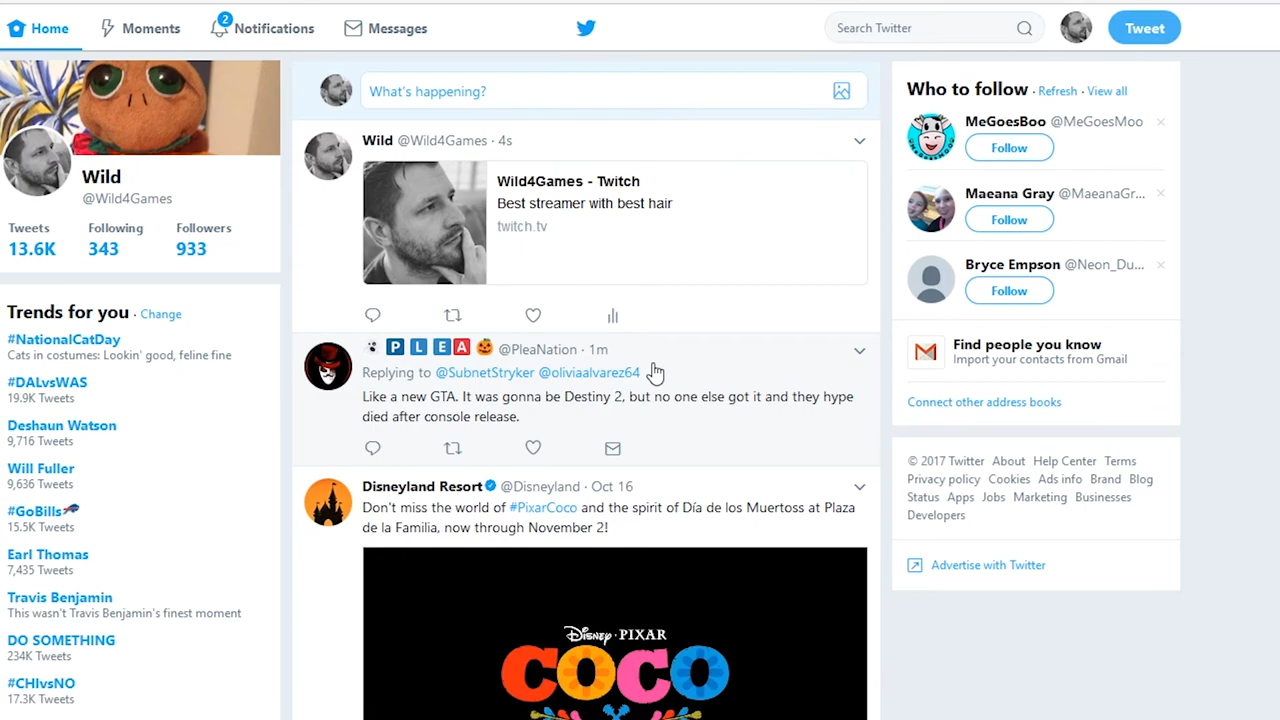 Home
Moments
2
Notifications
Messages
Search Twitter
Tweet
Wild
@Wild4Games
Tweets Following Followers
13.6K 343 933
Trends for you · Change
#NationalCatDay
Cats in costumes: Lookin' good, feline fine
#DALvsWAS
19.9K Tweets
Deshaun Watson
9,716 Tweets
Will Fuller
9,636 Tweets
#GoBills
15.5K Tweets
Earl Thomas
7,435 Tweets
Travis Benjamin
This wasn't Travis Benjamin's finest moment
DO SOMETHING
234K Tweets
#CHIvsNO
17.3K Tweets
What's happening?
Wild @Wild4Games · 4s
Wild4Games - Twitch
Best streamer with best hair
twitch.tv
🅿 🅻 🅴 🅰 🎃 @PleaNation · 1m
Replying to @SubnetStryker @oliviaalvarez64
Like a new GTA. It was gonna be Destiny 2, but no one else got it and they hype
died after console release.
Disneyland Resort @Disneyland · Oct 16
Don't miss the world of #PixarCoco and the spirit of Día de los Muertoss at Plaza
de la Familia, now through November 2!
Disney · PIXAR
COCO
Who to follow · Refresh · View all
MeGoesBoo @MeGoesMoo
Follow
Maeana Gray @MaeanaGr...
Follow
Bryce Empson @Neon_Du...
Follow
Find people you know
Import your contacts from Gmail
Connect other address books
© 2017 Twitter About Help Center Terms
Privacy policy Cookies Ads info Brand Blog
Status Apps Jobs Marketing Businesses
Developers
Advertise with Twitter